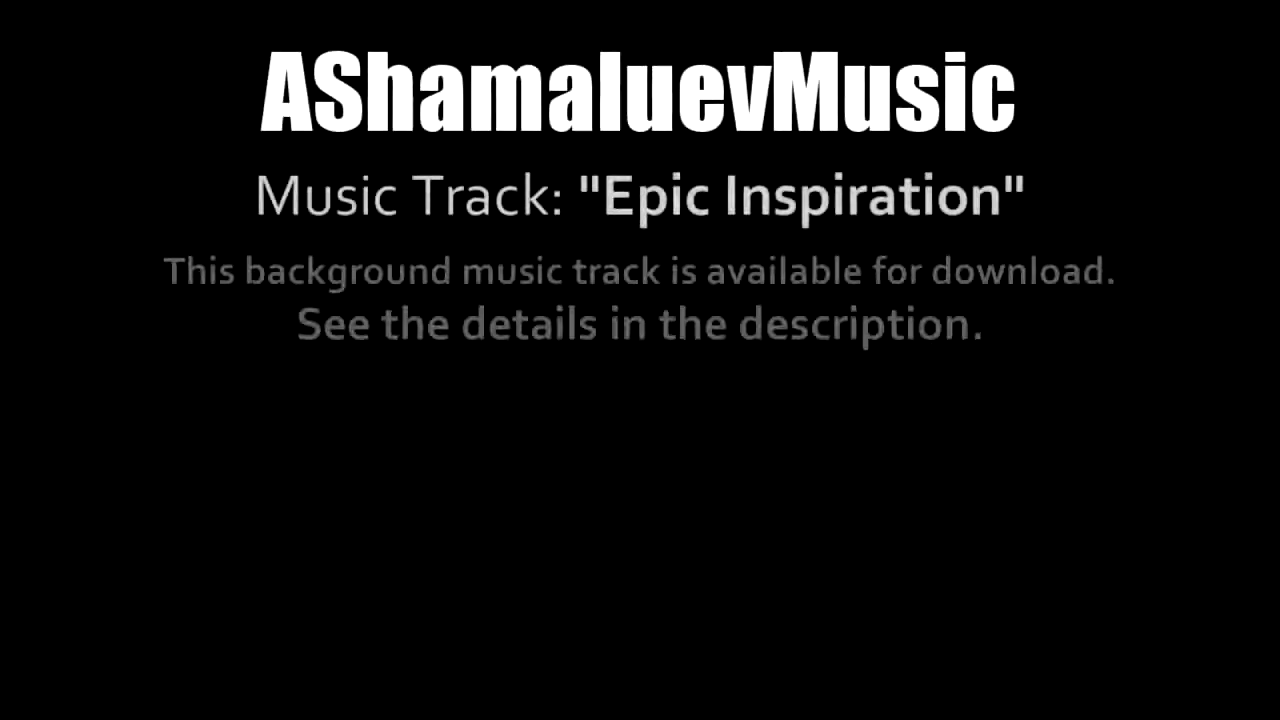 AShamaluevMusic
Music Track: "Epic Inspiration"
This background music track is available for download.
See the details in the description.